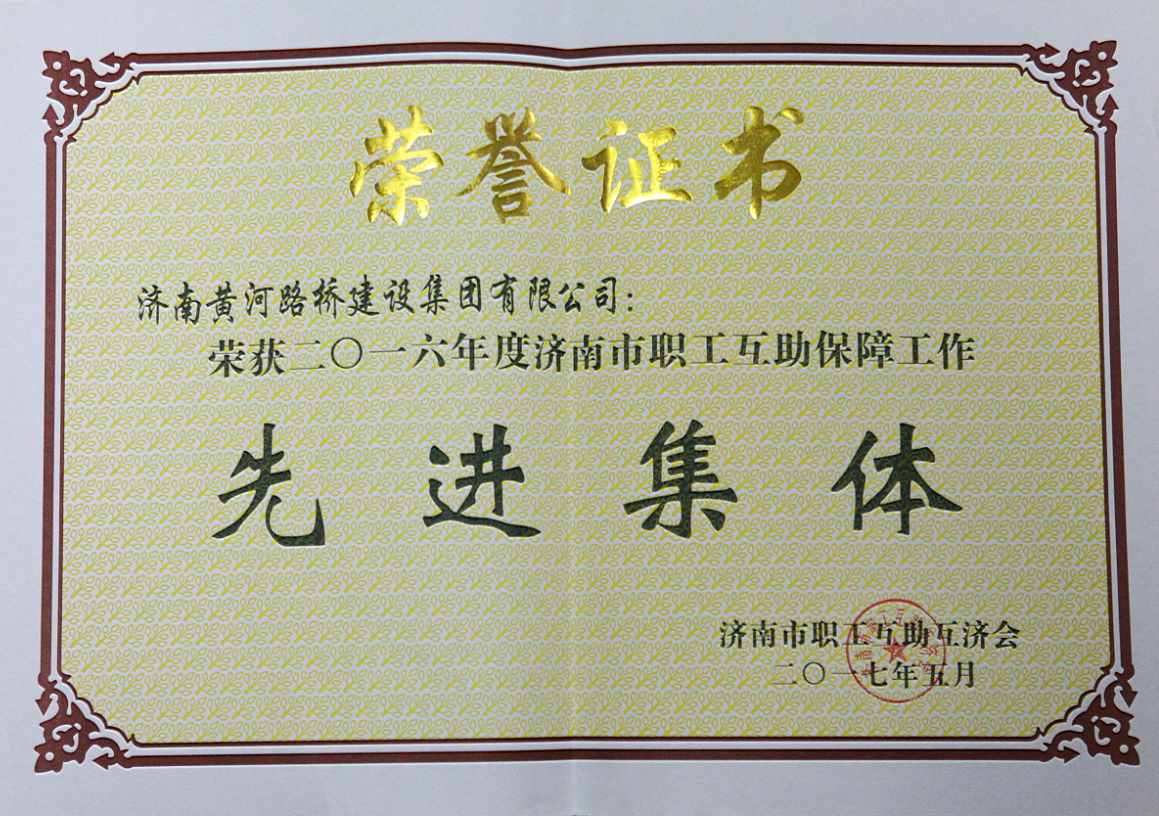 荣誉证书
济南黄河路桥建设集团有限公司：
荣获二〇一六年度济南市职工互助保障工作
先进集体
济南市职工互助互济会
二〇一七年五月